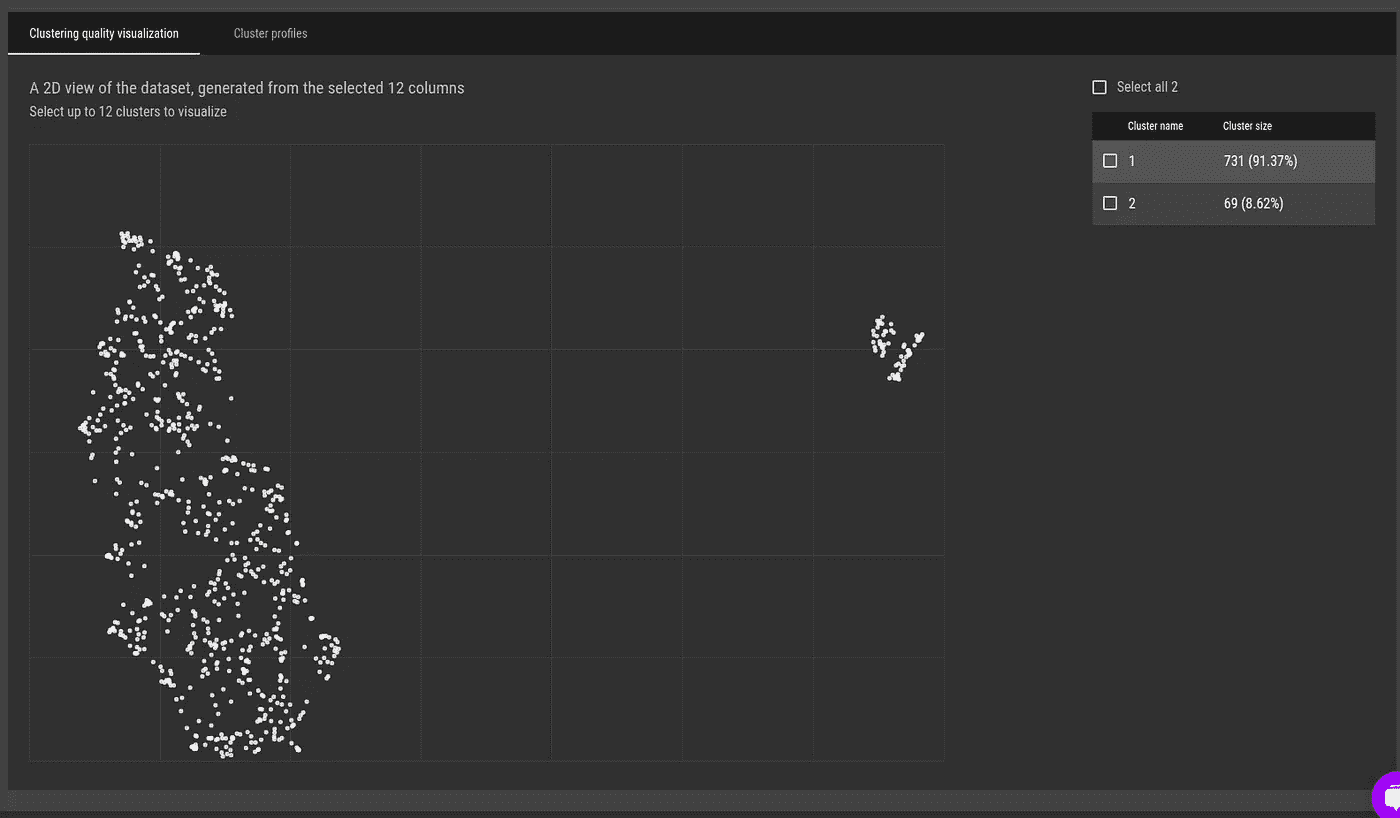 Clustering quality visualization
Cluster profiles
A 2D view of the dataset, generated from the selected 12 columns
Select up to 12 clusters to visualize
Select all 2
Cluster name Cluster size
1 731 (91.37%)
2 69 (8.62%)